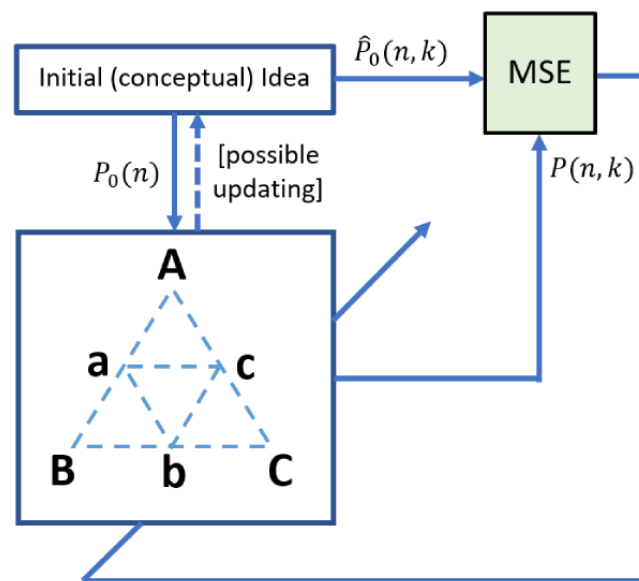 Initial (conceptual) Idea
P̂₀(n, k)
MSE
P₀(n)
[possible
updating]
P(n, k)
A
a c
B b C